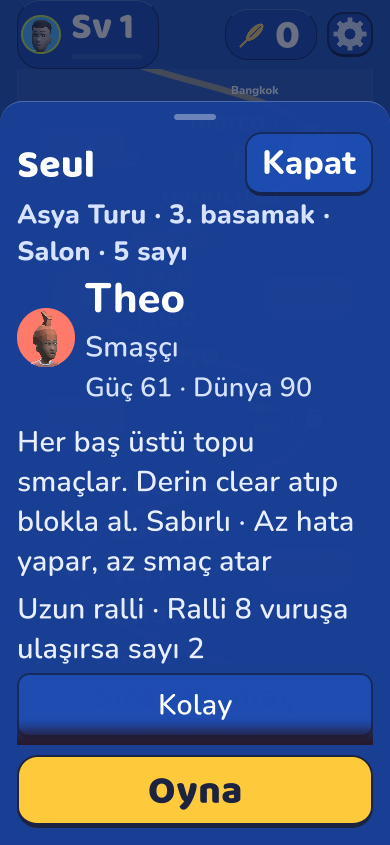 Sv 1
0
Bangkok
Seul
Kapat
Asya Turu · 3. basamak ·
Salon · 5 sayı
Theo
Smaşçı
Güç 61 · Dünya 90
Her baş üstü topu
smaçlar. Derin clear atıp
blokla al. Sabırlı · Az hata
yapar, az smaç atar
Uzun ralli · Ralli 8 vuruşa
ulaşırsa sayı 2
Kolay
Oyna